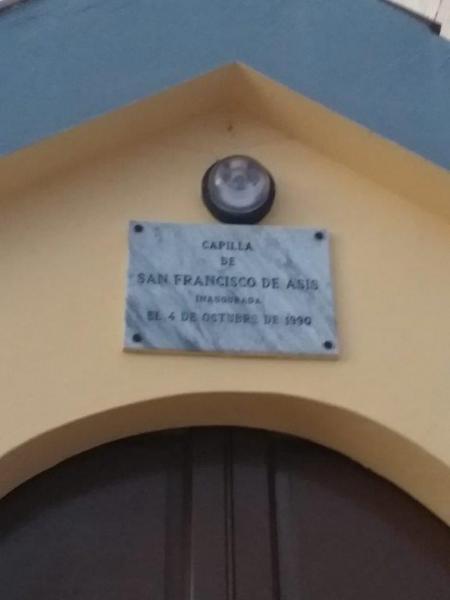 CAPILLA
DE
SAN FRANCISCO DE ASIS
INAUGURADA
EL 4 DE OCTUBRE DE 1990